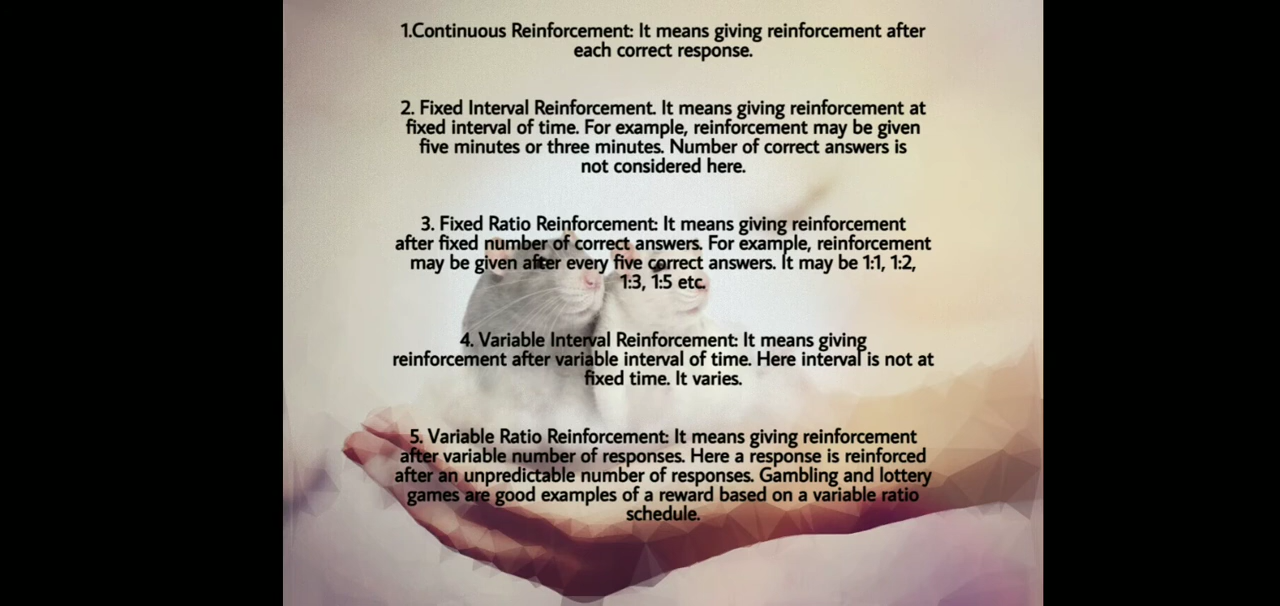 1.Continuous Reinforcement: It means giving reinforcement after
each correct response.
2. Fixed Interval Reinforcement. It means giving reinforcement at
fixed interval of time. For example, reinforcement may be given
five minutes or three minutes. Number of correct answers is
not considered here.
3. Fixed Ratio Reinforcement: It means giving reinforcement
after fixed number of correct answers. For example, reinforcement
may be given after every five correct answers. It may be 1:1, 1:2,
1:3, 1:5 etc.
4. Variable Interval Reinforcement: It means giving
reinforcement after variable interval of time. Here interval is not at
fixed time. It varies.
5. Variable Ratio Reinforcement: It means giving reinforcement
after variable number of responses. Here a response is reinforced
after an unpredictable number of responses. Gambling and lottery
games are good examples of a reward based on a variable ratio
schedule.